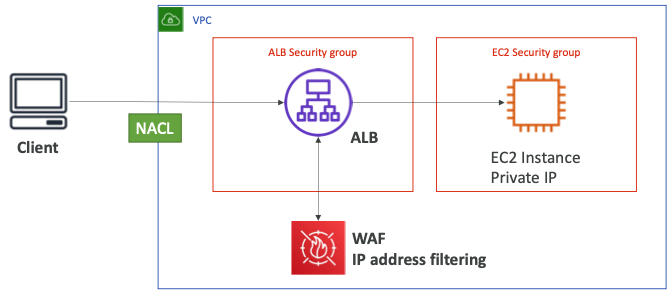 VPC
ALB Security group
EC2 Security group
NACL
Client
ALB
EC2 Instance
Private IP
WAF
IP address filtering